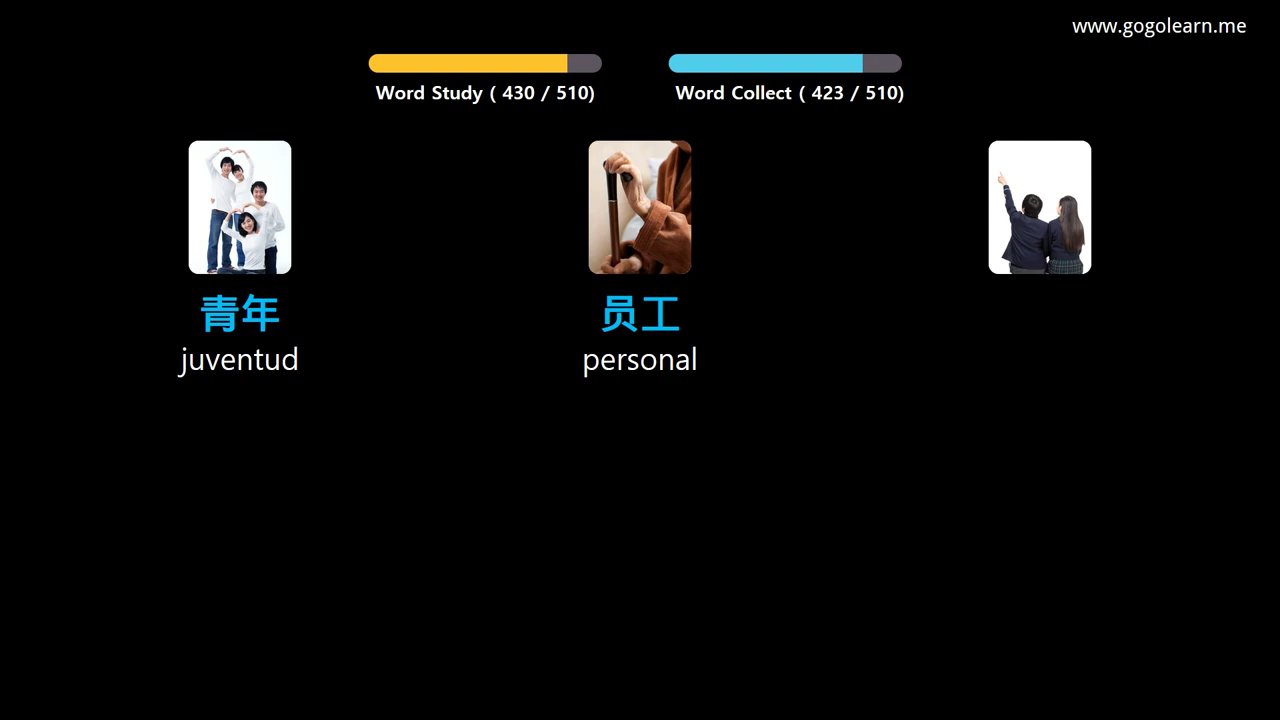 www.gogolearn.me
Word Study ( 430 / 510)
Word Collect ( 423 / 510)
青年
juventud
员工
personal